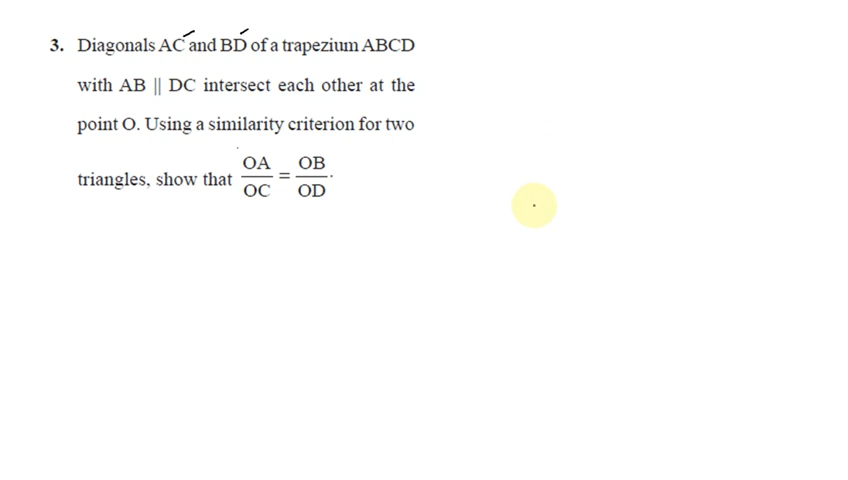 3. Diagonals AC and BD of a trapezium ABCD
with AB || DC intersect each other at the
point O. Using a similarity criterion for two
triangles, show that OA/OC = OB/OD.